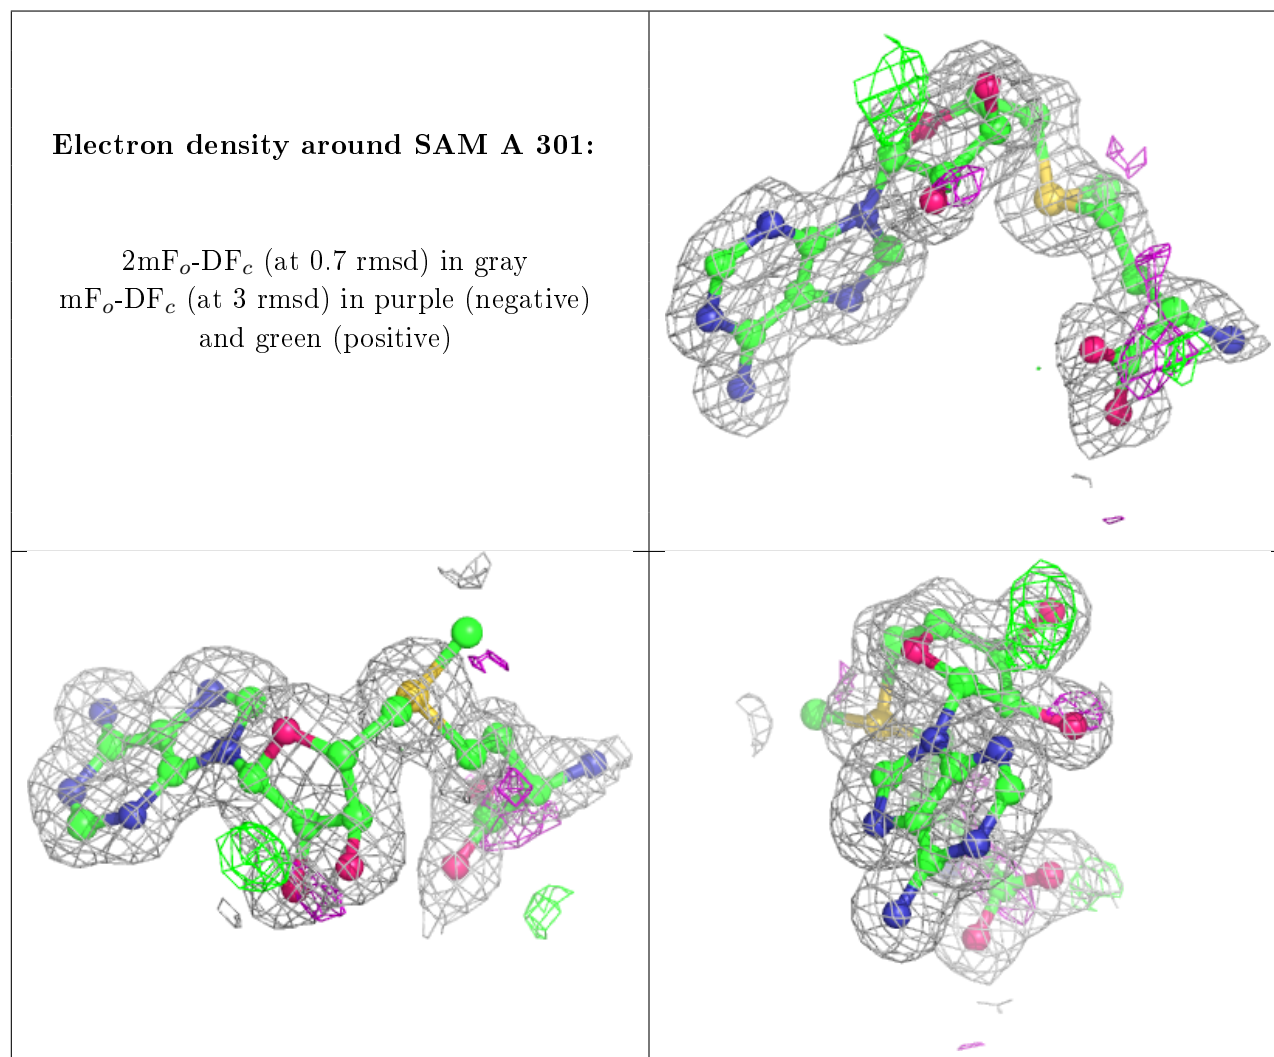 Electron density around SAM A 301:
2mFₒ-DF𝒸 (at 0.7 rmsd) in gray
mFₒ-DF𝒸 (at 3 rmsd) in purple (negative)
and green (positive)